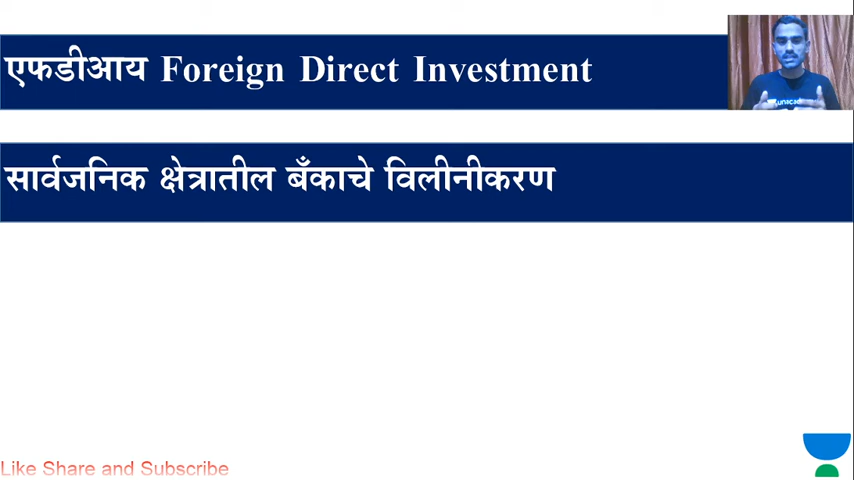 एफडीआय Foreign Direct Investment
सार्वजनिक क्षेत्रातील बँकाचे विलीनीकरण
Like Share and Subscribe